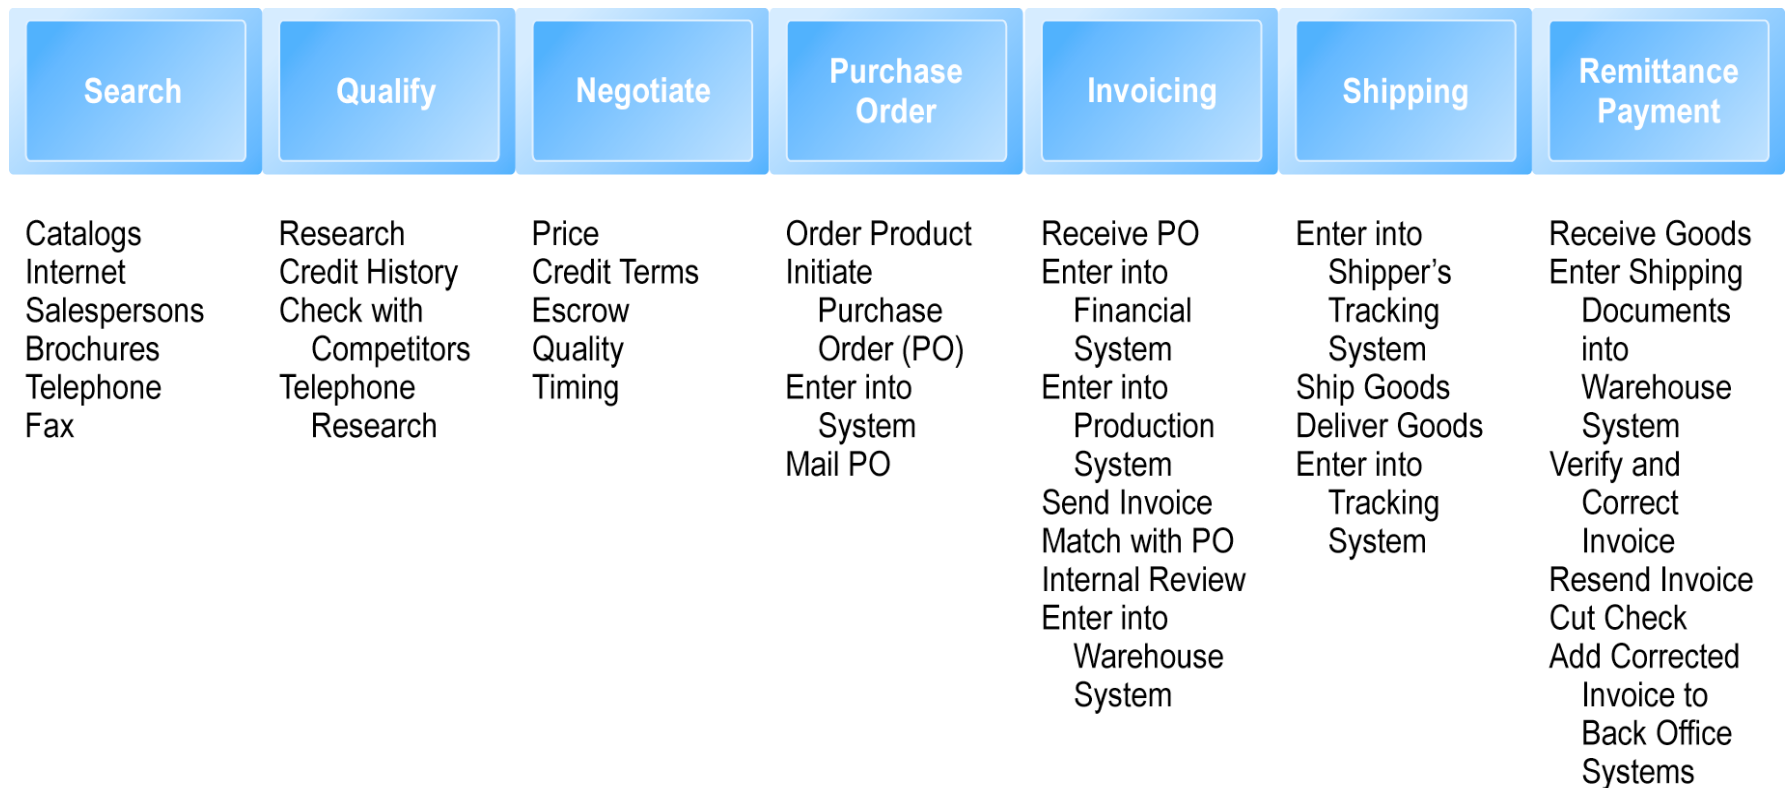 Search
Qualify
Negotiate
Purchase
Order
Invoicing
Shipping
Remittance
Payment
Catalogs
Internet
Salespersons
Brochures
Telephone
Fax
Research
Credit History
Check with
Competitors
Telephone
Research
Price
Credit Terms
Escrow
Quality
Timing
Order Product
Initiate
Purchase
Order (PO)
Enter into
System
Mail PO
Receive PO
Enter into
Financial
System
Enter into
Production
System
Send Invoice
Match with PO
Internal Review
Enter into
Warehouse
System
Enter into
Shipper’s
Tracking
System
Ship Goods
Deliver Goods
Enter into
Tracking
System
Receive Goods
Enter Shipping
Documents
into
Warehouse
System
Verify and
Correct
Invoice
Resend Invoice
Cut Check
Add Corrected
Invoice to
Back Office
Systems